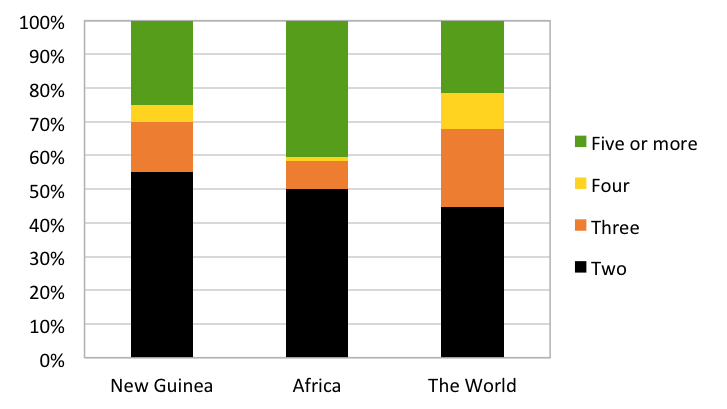 100%
90%
80%
70%
60%
50%
40%
30%
20%
10%
0%
New Guinea
Africa
The World
Five or more
Four
Three
Two